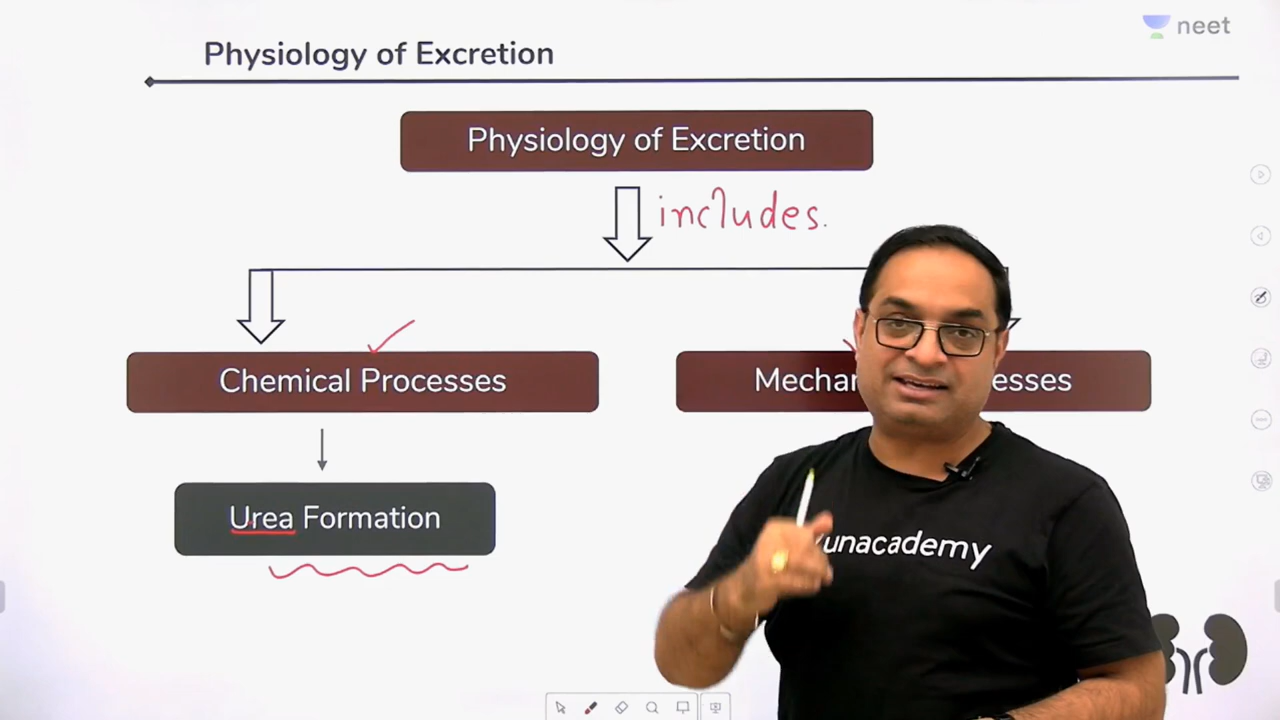 neet
Physiology of Excretion
Physiology of Excretion
includes.
Chemical Processes
Urea Formation
unacademy